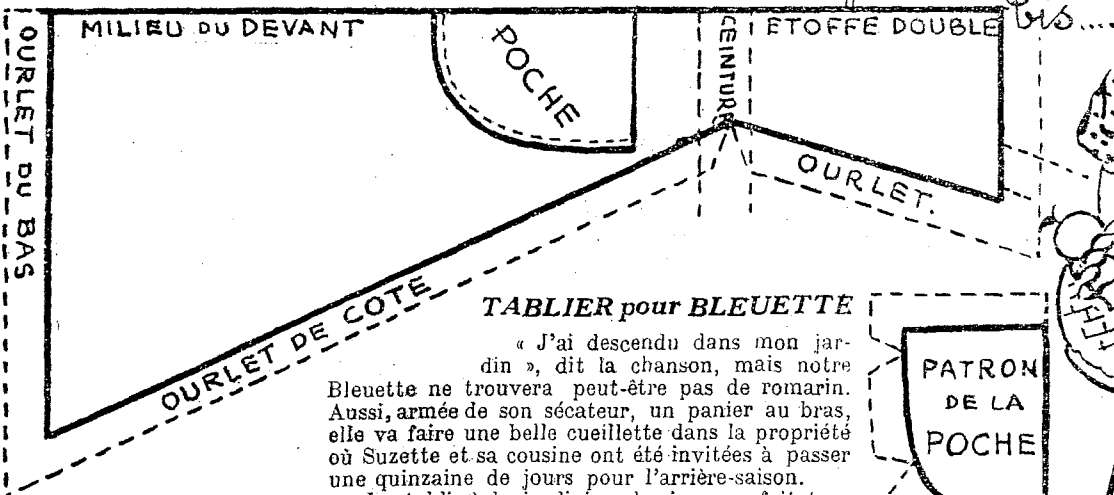 bis....
MILIEU DU DEVANT
POCHE
CEINTURE
ETOFFE DOUBLE
OURLET DU BAS
OURLET.
OURLET DE COTE
TABLIER pour BLEUETTE
« J'ai descendu dans mon jar-
din », dit la chanson, mais notre
Bleuette ne trouvera peut-être pas de romarin.
Aussi, armée de son sécateur, un panier au bras,
elle va faire une belle cueillette dans la propriété
où Suzette et sa cousine ont été invitées à passer
une quinzaine de jours pour l'arrière-saison.
PATRON
DE LA
POCHE